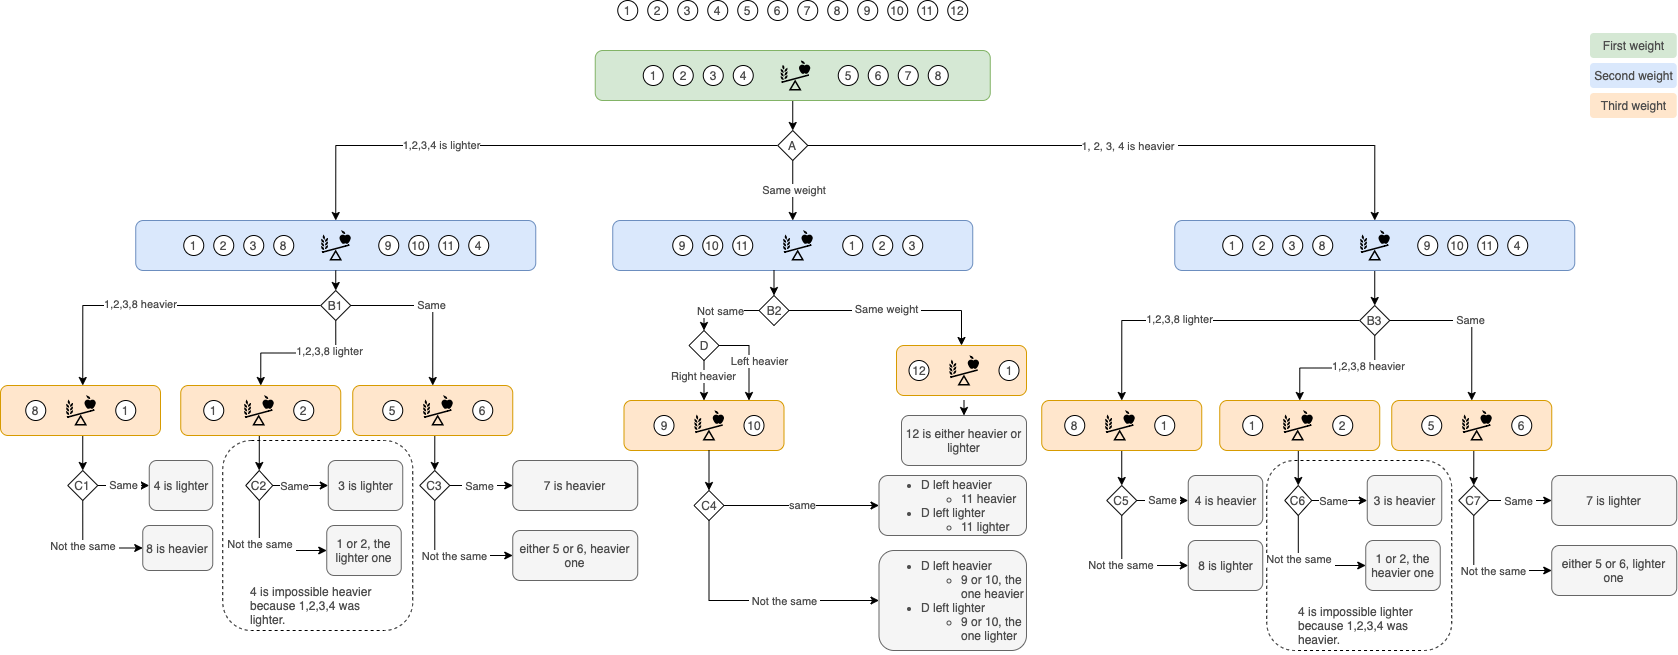 1 2 3 4 5 6 7 8 9 10 11 12
First weight
Second weight
Third weight
1 2 3 4 5 6 7 8
A
1,2,3,4 is lighter
1, 2, 3, 4 is heavier
Same weight
1 2 3 8 9 10 11 4
9 10 11 1 2 3
1 2 3 8 9 10 11 4
B1
1,2,3,8 heavier
Same
1,2,3,8 lighter
B2
Not same
Same weight
D
Left heavier
Right heavier
B3
1,2,3,8 lighter
Same
1,2,3,8 heavier
8 1
1 2
5 6
9 10
12 1
8 1
1 2
5 6
C1
Same
4 is lighter
Not the same
8 is heavier
C2
Same
3 is lighter
Not the same
1 or 2, the
lighter one
4 is impossible heavier
because 1,2,3,4 was
lighter.
C3
Same
7 is heavier
Not the same
either 5 or 6, heavier
one
12 is either heavier or
lighter
C4
same
D left heavier
11 heavier
D left lighter
11 lighter
Not the same
D left heavier
9 or 10, the
one heavier
D left lighter
9 or 10, the
one lighter
C5
Same
4 is heavier
Not the same
8 is lighter
C6
Same
3 is heavier
Not the same
1 or 2, the
heavier one
4 is impossible lighter
because 1,2,3,4 was
heavier.
C7
Same
7 is lighter
Not the same
either 5 or 6, lighter
one